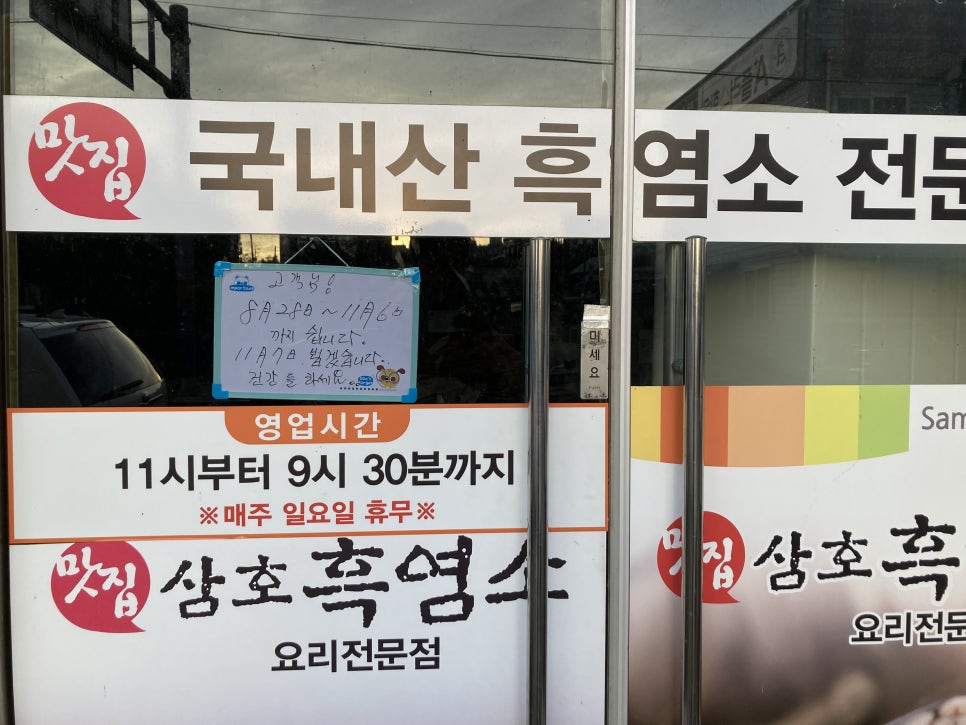 맛집
국내산 흑염소 전문
고객님!
8月 28日 ~ 11月 6日
까지 쉽니다.
11月 7日 뵙겠습니다.
건강들 하세요.
미세요
영업시간
11시부터 9시 30분까지
※매주 일요일 휴무※
맛집
삼호흑염소
요리전문점
Sam
맛집
삼호흑
요리전문